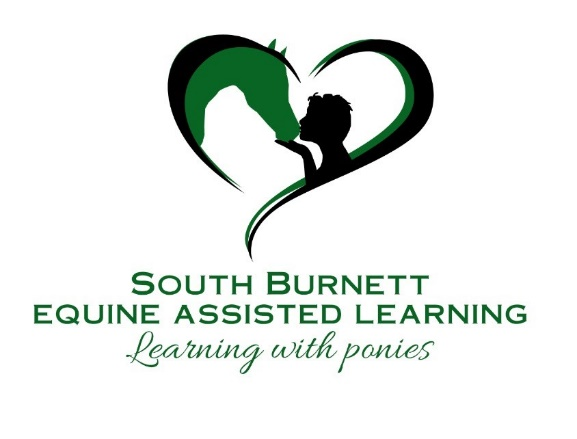 South Burnett
EQUINE ASSISTED LEARNING
Learning with ponies